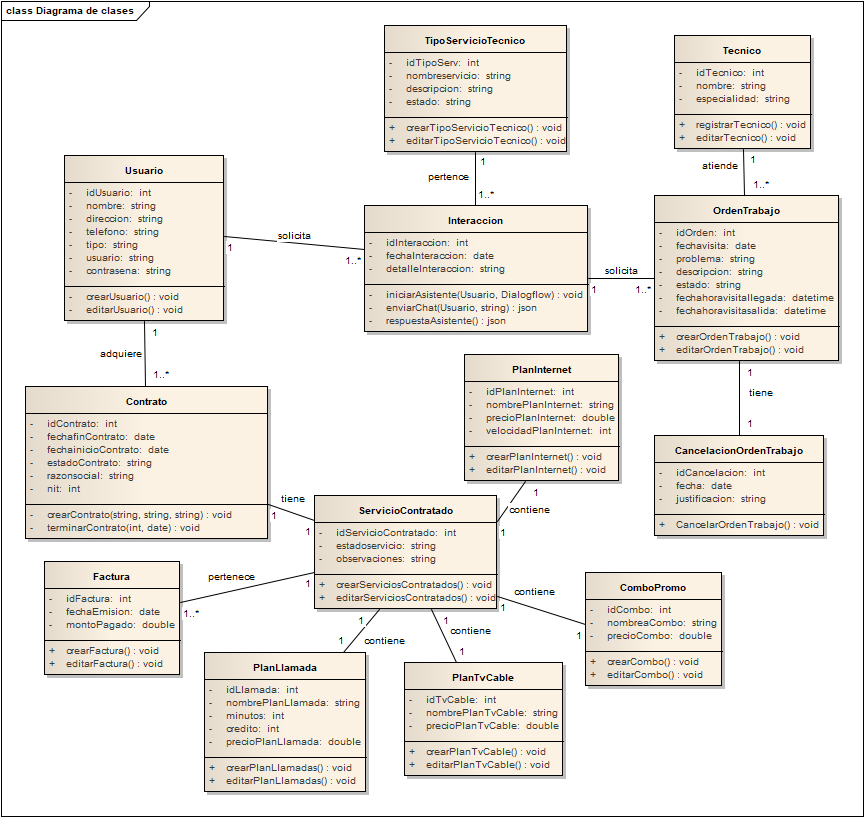 class Diagrama de clases
TipoServicioTecnico
- idTipoServ: int
- nombreservicio: string
- descripcion: string
- estado: string
+ crearTipoServicioTecnico() : void
+ editarTipoServicioTecnico() : void
1
pertence
1..*
Tecnico
- idTecnico: int
- nombre: string
- especialidad: string
+ registrarTecnico() : void
+ editarTecnico() : void
1
atiende
1..*
Usuario
- idUsuario: int
- nombre: string
- direccion: string
- telefono: string
- tipo: string
- usuario: string
- contrasena: string
+ crearUsuario() : void
+ editarUsuario() : void
1
solicita
1..*
Interaccion
- idInteraccion: int
- fechaInteraccion: date
- detalleInteraccion: string
+ iniciarAsistente(Usuario, Dialogflow) : void
+ enviarChat(Usuario, string) : json
+ respuestaAsistente() : json
solicita
1
1..*
OrdenTrabajo
- idOrden: int
- fechavisita: date
- problema: string
- descripcion: string
- estado: string
- fechahoravisitallegada: datetime
- fechahoravisitasalida: datetime
+ crearOrdenTrabajo() : void
+ editarOrdenTrabajo() : void
1
tiene
1
1
adquiere
1..*
Contrato
- idContrato: int
- fechafinContrato: date
- fechainicioContrato: date
- estadoContrato: string
- razonsocial: string
- nit: int
+ crearContrato(string, string, string) : void
+ terminarContrato(int, date) : void
PlanInternet
- idPlanInternet: int
- nombrePlanInternet: string
- precioPlanInternet: double
- velocidadPlanInternet: int
+ crearPlanInternet() : void
+ editarPlanInternet() : void
1
contiene
1
CancelacionOrdenTrabajo
- idCancelacion: int
- fecha: date
- justificacion: string
+ CancelarOrdenTrabajo() : void
tiene
1
1
ServicioContratado
- idServicioContratado: int
- estadoservicio: string
- observaciones: string
+ crearServiciosContratados() : void
+ editarServiciosContratados() : void
Factura
- idFactura: int
- fechaEmision: date
- montoPagado: double
+ crearFactura() : void
+ editarFactura() : void
pertenece
1
1..*
contiene
1
1
ComboPromo
- idCombo: int
- nombreaCombo: string
- precioCombo: double
+ crearCombo() : void
+ editarCombo() : void
1
contiene
1
1
contiene
1
PlanLlamada
- idLlamada: int
- nombrePlanLlamada: string
- minutos: int
- credito: int
- precioPlanLlamada: double
+ crearPlanLlamadas() : void
+ editarPlanLlamadas() : void
PlanTvCable
- idTvCable: int
- nombrePlanTvCable: string
- precioPlanTvCable: double
+ crearPlanTvCable() : void
+ editarPlanTvCable() : void